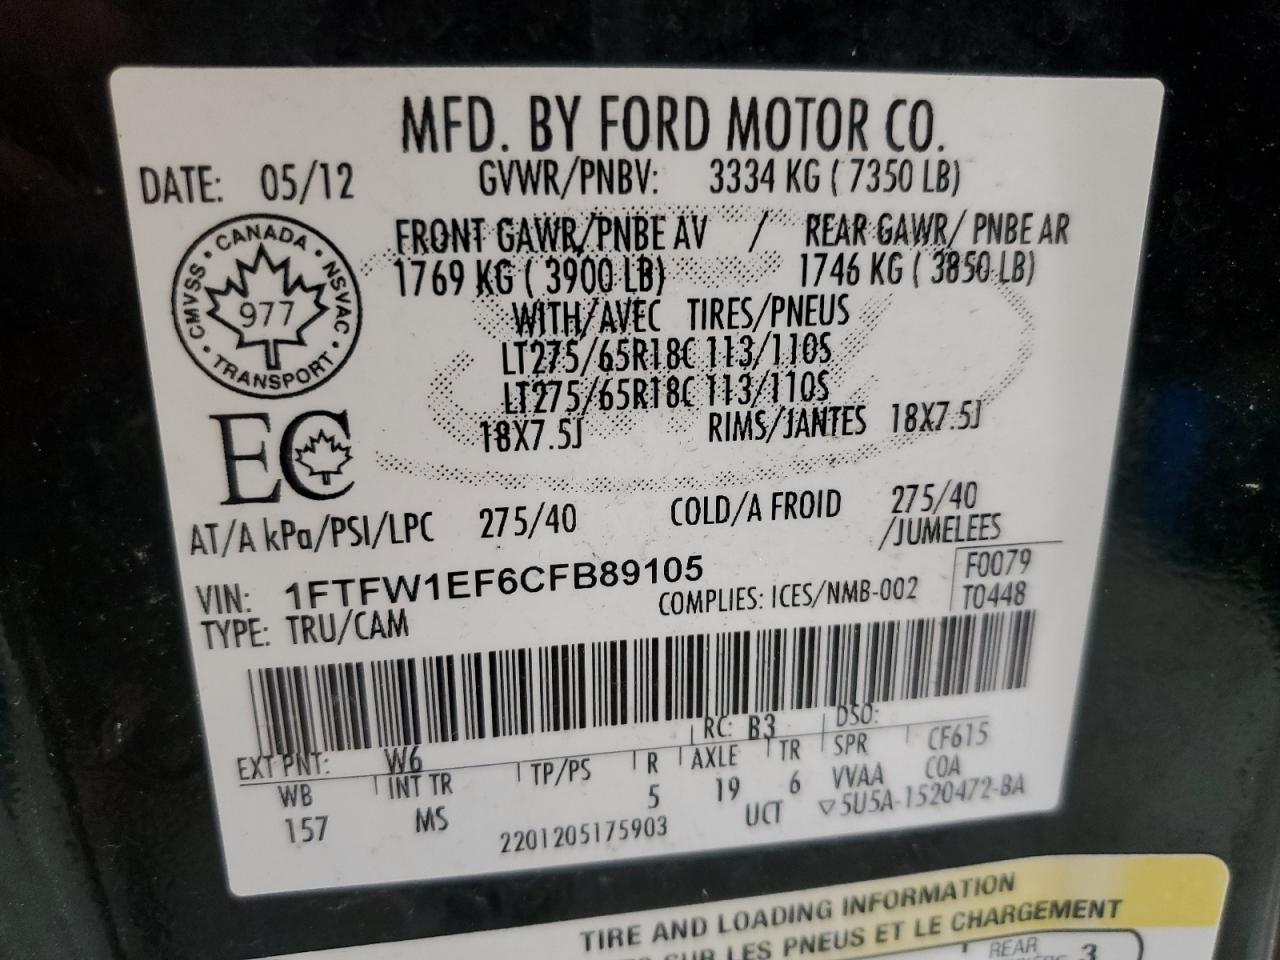 MFD. BY FORD MOTOR CO.
DATE: 05/12 GVWR/PNBV: 3334 KG ( 7350 LB)
FRONT GAWR/PNBE AV / REAR GAWR/ PNBE AR
1769 KG ( 3900 LB) 1746 KG ( 3850 LB)
WITH/AVEC TIRES/PNEUS
LT275/65R18C 113/110S
LT275/65R18C 113/110S
18X7.5J RIMS/JANTES 18X7.5J
CANADA · NSVAC · TRANSPORT · CMVSS ·
977
EC
AT/A kPa/PSI/LPC 275/40 COLD/A FROID 275/40
/JUMELEES
VIN: 1FTFW1EF6CFB89105 F0079
TYPE: TRU/CAM COMPLIES: ICES/NMB-002 T0448
EXT PNT: W6 RC: B3 DSO:
WB INT TR TP/PS R AXLE TR SPR CF615
157 MS 5 19 6 VVAA COA
2201205175903 UCT ▽5U5A-1520472-BA
TIRE AND LOADING INFORMATION
SUR LES PNEUS ET LE CHARGEMENT
REAR 3